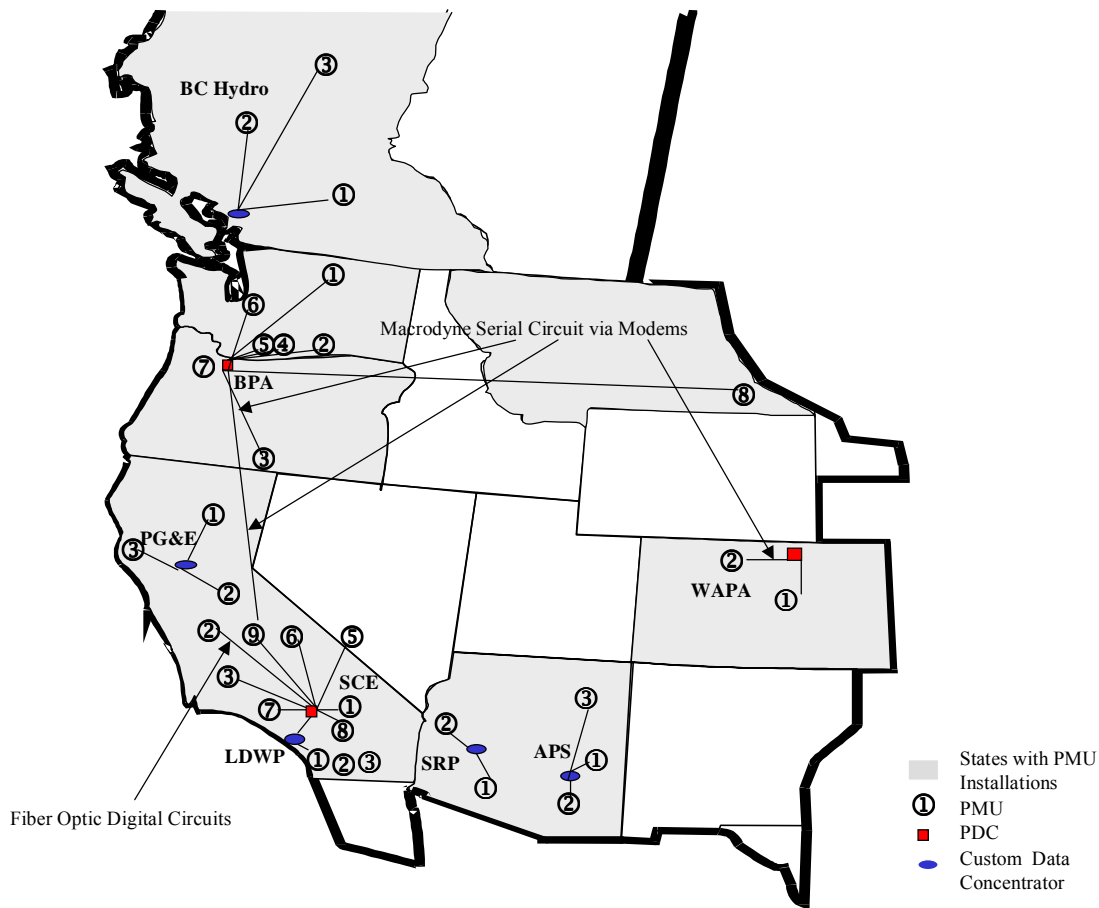 ③
BC Hydro
②
①
①
⑥
Macrodyne Serial Circuit via Modems
⑤
④
②
⑦
BPA
⑧
③
①
PG&E
③
②
②
WAPA
①
②
⑨
⑥
⑤
③
SCE
⑦
①
⑧
LDWP
①
②
③
②
SRP
①
③
APS
①
②
Fiber Optic Digital Circuits
States with PMU
Installations
① PMU
PDC
Custom Data
Concentrator